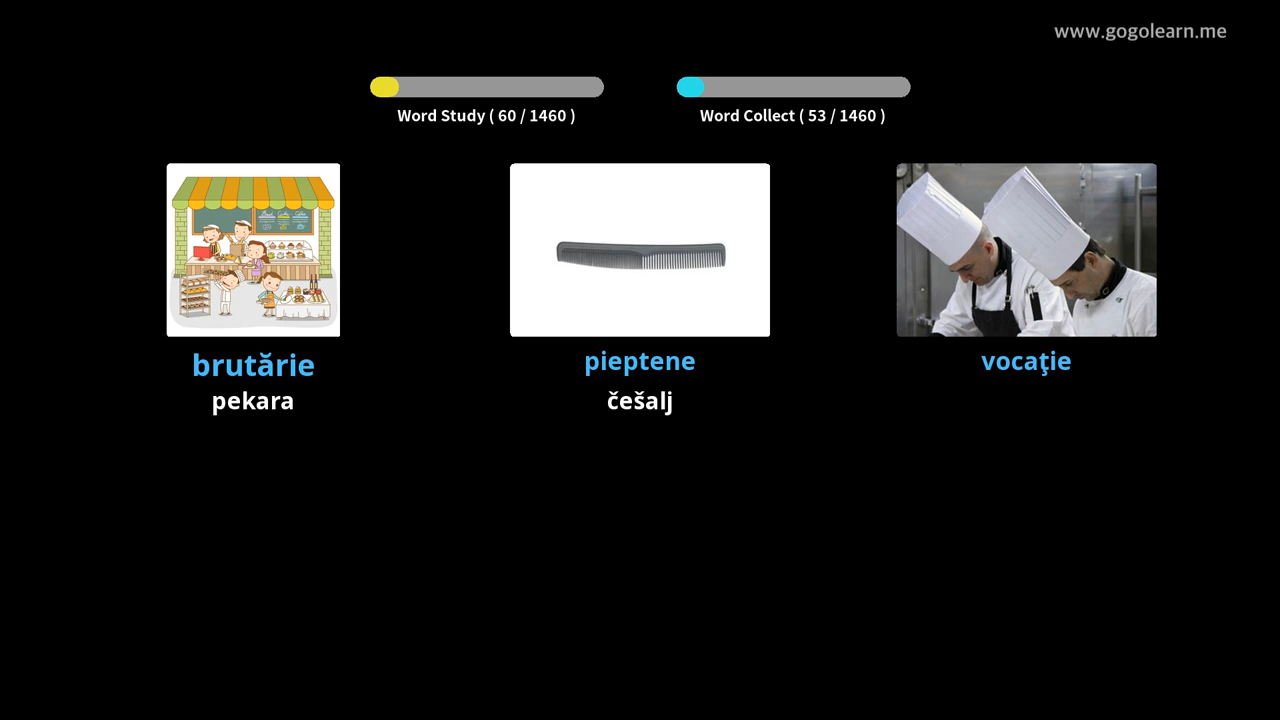 www.gogolearn.me
Word Study ( 60 / 1460 )
Word Collect ( 53 / 1460 )
brutărie
pieptene
vocaţie
pekara
češalj